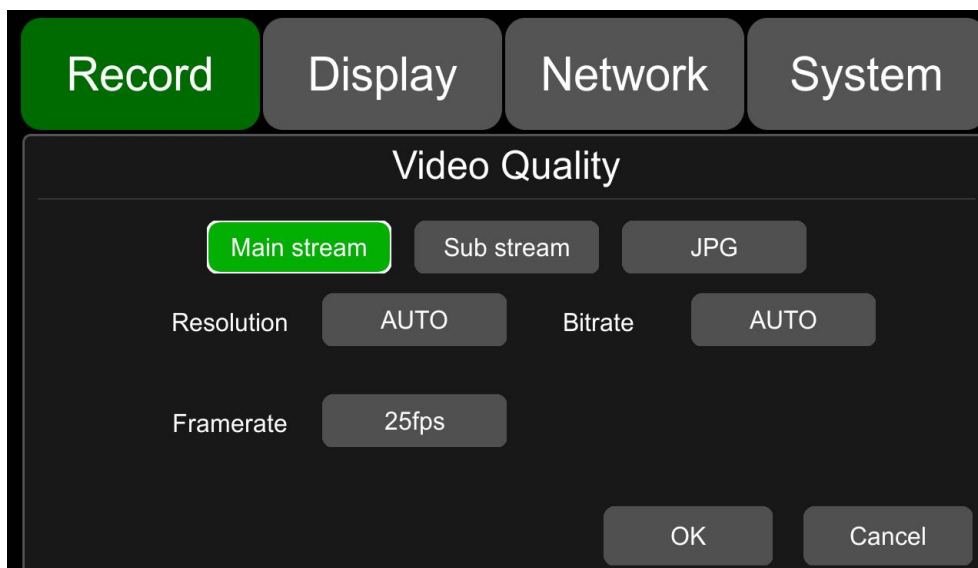 Record Display Network System
Video Quality
Main stream Sub stream JPG
Resolution AUTO Bitrate AUTO
Framerate 25fps
OK Cancel